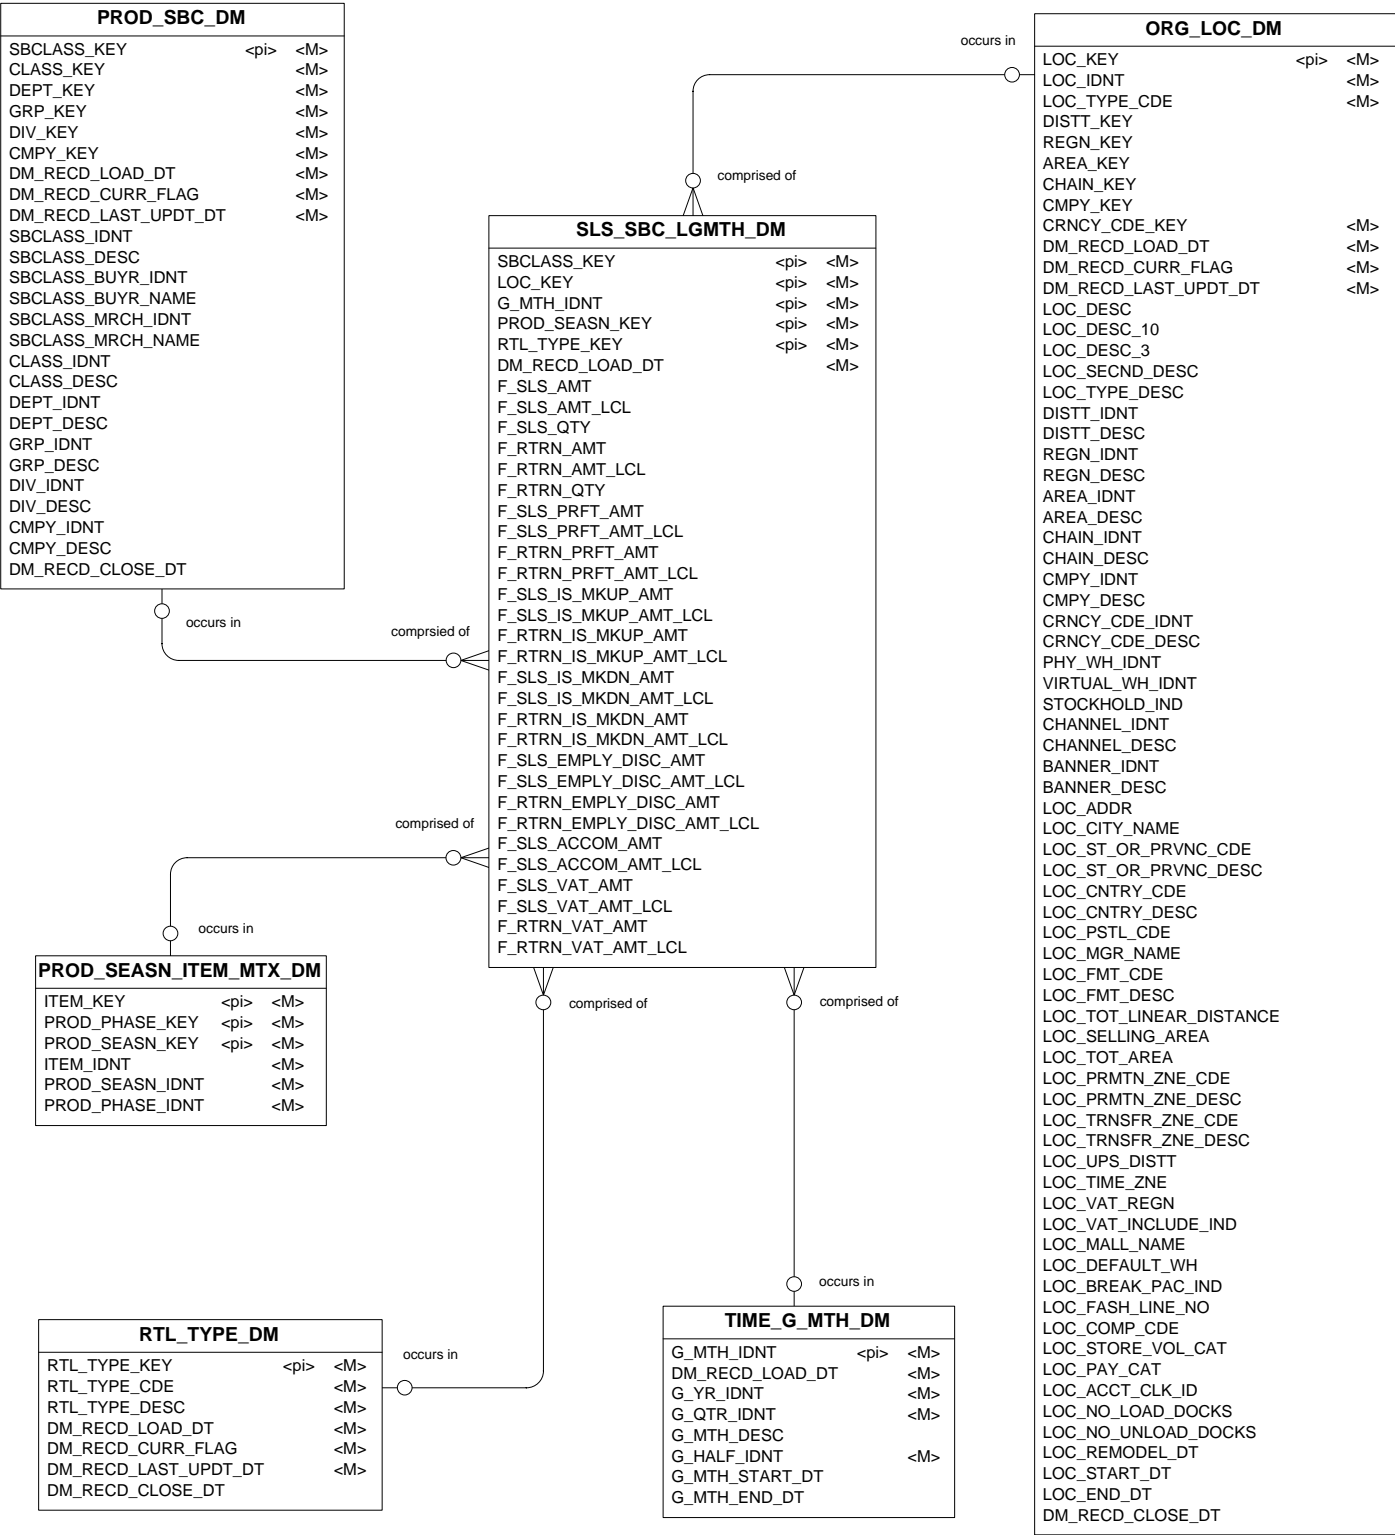 PROD_SBC_DM
SBCLASS_KEY <pi> <M>
CLASS_KEY <M>
DEPT_KEY <M>
GRP_KEY <M>
DIV_KEY <M>
CMPY_KEY <M>
DM_RECD_LOAD_DT <M>
DM_RECD_CURR_FLAG <M>
DM_RECD_LAST_UPDT_DT <M>
SBCLASS_IDNT
SBCLASS_DESC
SBCLASS_BUYR_IDNT
SBCLASS_BUYR_NAME
SBCLASS_MRCH_IDNT
SBCLASS_MRCH_NAME
CLASS_IDNT
CLASS_DESC
DEPT_IDNT
DEPT_DESC
GRP_IDNT
GRP_DESC
DIV_IDNT
DIV_DESC
CMPY_IDNT
CMPY_DESC
DM_RECD_CLOSE_DT
occurs in
comprsied of
occurs in
comprised of
SLS_SBC_LGMTH_DM
SBCLASS_KEY <pi> <M>
LOC_KEY <pi> <M>
G_MTH_IDNT <pi> <M>
PROD_SEASN_KEY <pi> <M>
RTL_TYPE_KEY <pi> <M>
DM_RECD_LOAD_DT <M>
F_SLS_AMT
F_SLS_AMT_LCL
F_SLS_QTY
F_RTRN_AMT
F_RTRN_AMT_LCL
F_RTRN_QTY
F_SLS_PRFT_AMT
F_SLS_PRFT_AMT_LCL
F_RTRN_PRFT_AMT
F_RTRN_PRFT_AMT_LCL
F_SLS_IS_MKUP_AMT
F_SLS_IS_MKUP_AMT_LCL
F_RTRN_IS_MKUP_AMT
F_RTRN_IS_MKUP_AMT_LCL
F_SLS_IS_MKDN_AMT
F_SLS_IS_MKDN_AMT_LCL
F_RTRN_IS_MKDN_AMT
F_RTRN_IS_MKDN_AMT_LCL
F_SLS_EMPLY_DISC_AMT
F_SLS_EMPLY_DISC_AMT_LCL
F_RTRN_EMPLY_DISC_AMT
F_RTRN_EMPLY_DISC_AMT_LCL
F_SLS_ACCOM_AMT
F_SLS_ACCOM_AMT_LCL
F_SLS_VAT_AMT
F_SLS_VAT_AMT_LCL
F_RTRN_VAT_AMT
F_RTRN_VAT_AMT_LCL
ORG_LOC_DM
LOC_KEY <pi> <M>
LOC_IDNT <M>
LOC_TYPE_CDE <M>
DISTT_KEY
REGN_KEY
AREA_KEY
CHAIN_KEY
CMPY_KEY
CRNCY_CDE_KEY <M>
DM_RECD_LOAD_DT <M>
DM_RECD_CURR_FLAG <M>
DM_RECD_LAST_UPDT_DT <M>
LOC_DESC
LOC_DESC_10
LOC_DESC_3
LOC_SECND_DESC
LOC_TYPE_DESC
DISTT_IDNT
DISTT_DESC
REGN_IDNT
REGN_DESC
AREA_IDNT
AREA_DESC
CHAIN_IDNT
CHAIN_DESC
CMPY_IDNT
CMPY_DESC
CRNCY_CDE_IDNT
CRNCY_CDE_DESC
PHY_WH_IDNT
VIRTUAL_WH_IDNT
STOCKHOLD_IND
CHANNEL_IDNT
CHANNEL_DESC
BANNER_IDNT
BANNER_DESC
LOC_ADDR
LOC_CITY_NAME
LOC_ST_OR_PRVNC_CDE
LOC_ST_OR_PRVNC_DESC
LOC_CNTRY_CDE
LOC_CNTRY_DESC
LOC_PSTL_CDE
LOC_MGR_NAME
LOC_FMT_CDE
LOC_FMT_DESC
LOC_TOT_LINEAR_DISTANCE
LOC_SELLING_AREA
LOC_TOT_AREA
LOC_PRMTN_ZNE_CDE
LOC_PRMTN_ZNE_DESC
LOC_TRNSFR_ZNE_CDE
LOC_TRNSFR_ZNE_DESC
LOC_UPS_DISTT
LOC_TIME_ZNE
LOC_VAT_REGN
LOC_VAT_INCLUDE_IND
LOC_MALL_NAME
LOC_DEFAULT_WH
LOC_BREAK_PAC_IND
LOC_FASH_LINE_NO
LOC_COMP_CDE
LOC_STORE_VOL_CAT
LOC_PAY_CAT
LOC_ACCT_CLK_ID
LOC_NO_LOAD_DOCKS
LOC_NO_UNLOAD_DOCKS
LOC_REMODEL_DT
LOC_START_DT
LOC_END_DT
DM_RECD_CLOSE_DT
comprised of
occurs in
PROD_SEASN_ITEM_MTX_DM
ITEM_KEY <pi> <M>
PROD_PHASE_KEY <pi> <M>
PROD_SEASN_KEY <pi> <M>
ITEM_IDNT <M>
PROD_SEASN_IDNT <M>
PROD_PHASE_IDNT <M>
comprised of
comprised of
occurs in
occurs in
RTL_TYPE_DM
RTL_TYPE_KEY <pi> <M>
RTL_TYPE_CDE <M>
RTL_TYPE_DESC <M>
DM_RECD_LOAD_DT <M>
DM_RECD_CURR_FLAG <M>
DM_RECD_LAST_UPDT_DT <M>
DM_RECD_CLOSE_DT
TIME_G_MTH_DM
G_MTH_IDNT <pi> <M>
DM_RECD_LOAD_DT <M>
G_YR_IDNT <M>
G_QTR_IDNT <M>
G_MTH_DESC
G_HALF_IDNT <M>
G_MTH_START_DT
G_MTH_END_DT